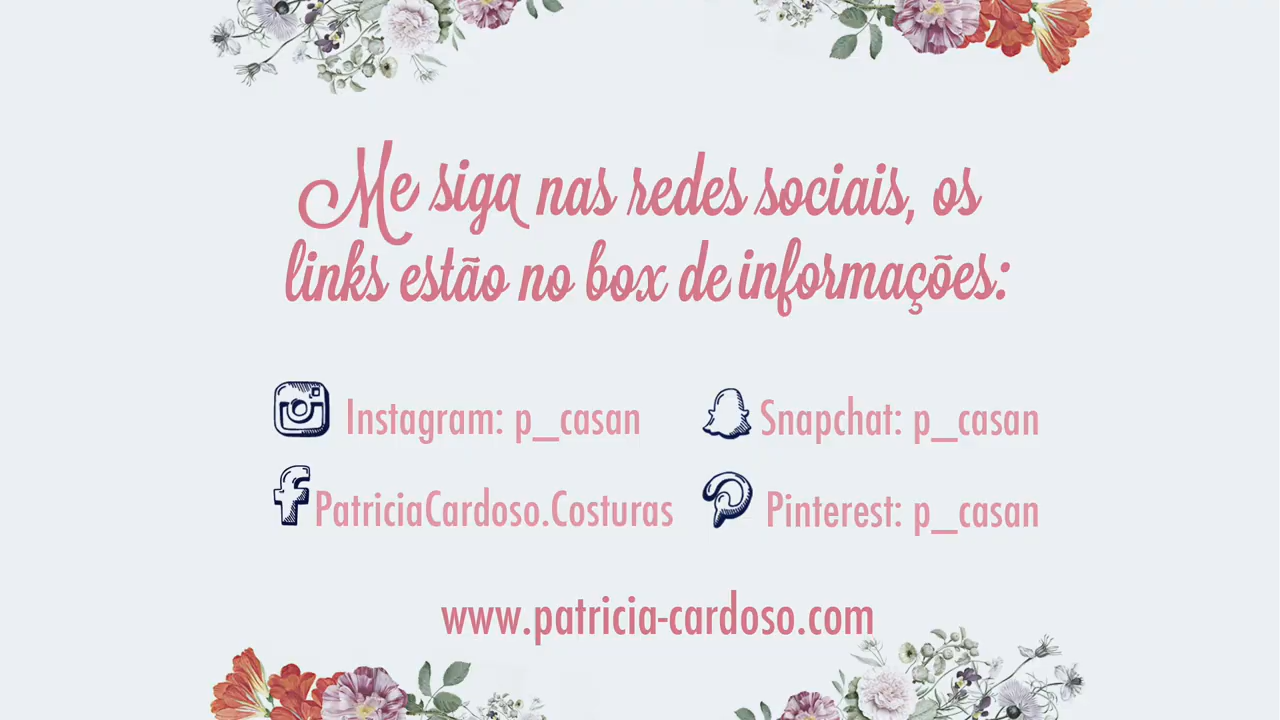 Me siga nas redes sociais, os
links estão no box de informações:
Instagram: p_casan
Snapchat: p_casan
PatriciaCardoso.Costuras
Pinterest: p_casan
www.patricia-cardoso.com